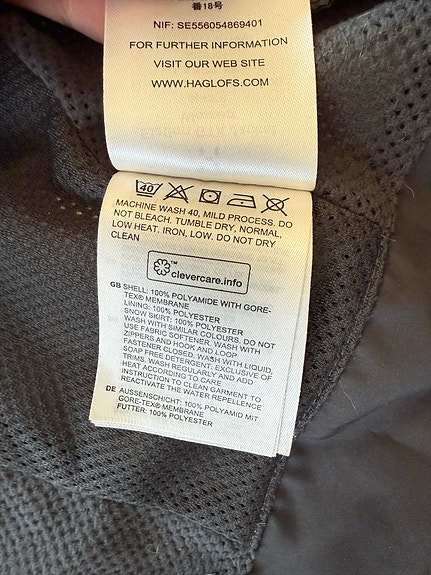 番18号
NIF: SE556054869401
FOR FURTHER INFORMATION
VISIT OUR WEB SITE
WWW.HAGLOFS.COM
40
MACHINE WASH 40, MILD PROCESS. DO
NOT BLEACH. TUMBLE DRY, NORMAL,
LOW HEAT. IRON, LOW. DO NOT DRY
CLEAN
™
clevercare.info
GB SHELL: 100% POLYAMIDE WITH GORE-
TEX® MEMBRANE
LINING: 100% POLYESTER
SNOW SKIRT: 100% POLYESTER
WASH WITH SIMILAR COLOURS. DO NOT
USE FABRIC SOFTENER. WASH WITH
ZIPPERS AND HOOK AND LOOP
FASTENER CLOSED, WASH WITH LIQUID,
SOAP FREE DETERGENT. EXCLUSIVE OF
TRIMS. WASH REGULARLY AND ADD
HEAT ACCORDING TO CARE
INSTRUCTION TO CLEAN GARMENT TO
REACTIVATE THE WATER REPELLENCE
DE AUSSENSCHICHT: 100% POLYAMID MIT
GORE-TEX® MEMBRANE
FUTTER: 100% POLYESTER